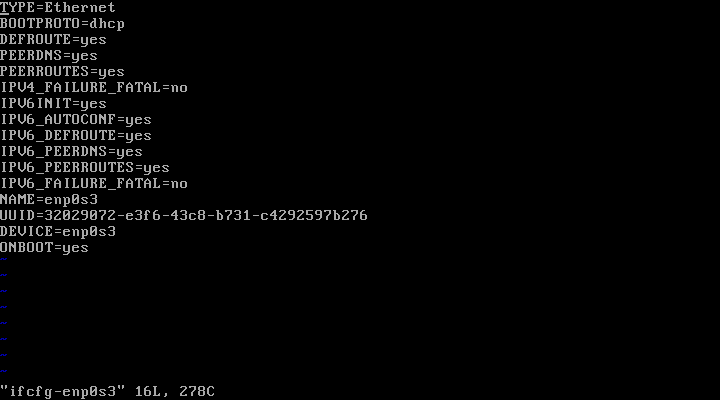 TYPE=Ethernet
BOOTPROTO=dhcp
DEFROUTE=yes
PEERDNS=yes
PEERROUTES=yes
IPV4_FAILURE_FATAL=no
IPV6INIT=yes
IPV6_AUTOCONF=yes
IPV6_DEFROUTE=yes
IPV6_PEERDNS=yes
IPV6_PEERROUTES=yes
IPV6_FAILURE_FATAL=no
NAME=enp0s3
UUID=32029072-e3f6-43c8-b731-c4292597b276
DEVICE=enp0s3
ONBOOT=yes
~
~
~
~
~
~
~
~
"ifcfg-enp0s3" 16L, 278C